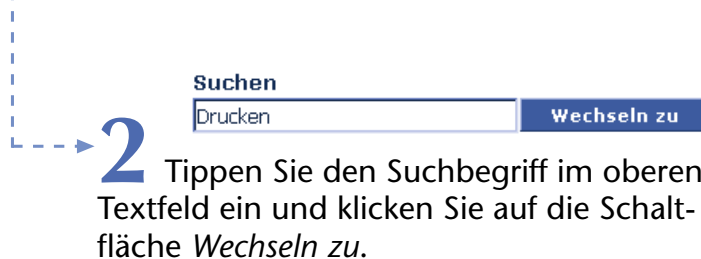 Suchen
Drucken Wechseln zu
2 Tippen Sie den Suchbegriff im oberen
Textfeld ein und klicken Sie auf die Schalt-
fläche Wechseln zu.